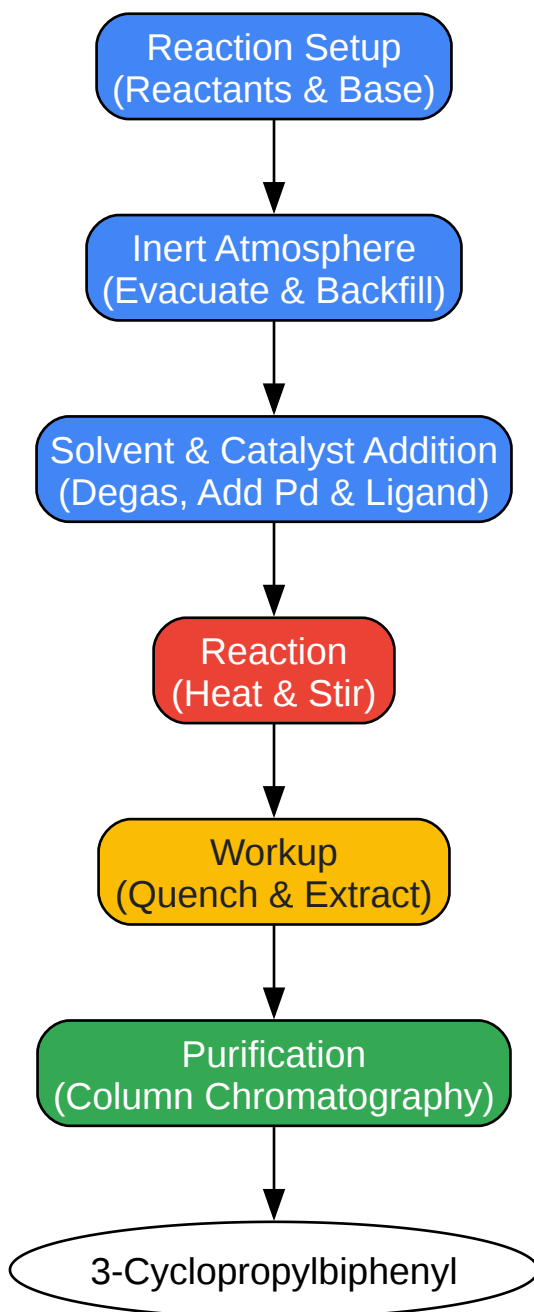 Reaction Setup
(Reactants & Base)
Inert Atmosphere
(Evacuate & Backfill)
Solvent & Catalyst Addition
(Degas, Add Pd & Ligand)
Reaction
(Heat & Stir)
Workup
(Quench & Extract)
Purification
(Column Chromatography)
3-Cyclopropylbiphenyl